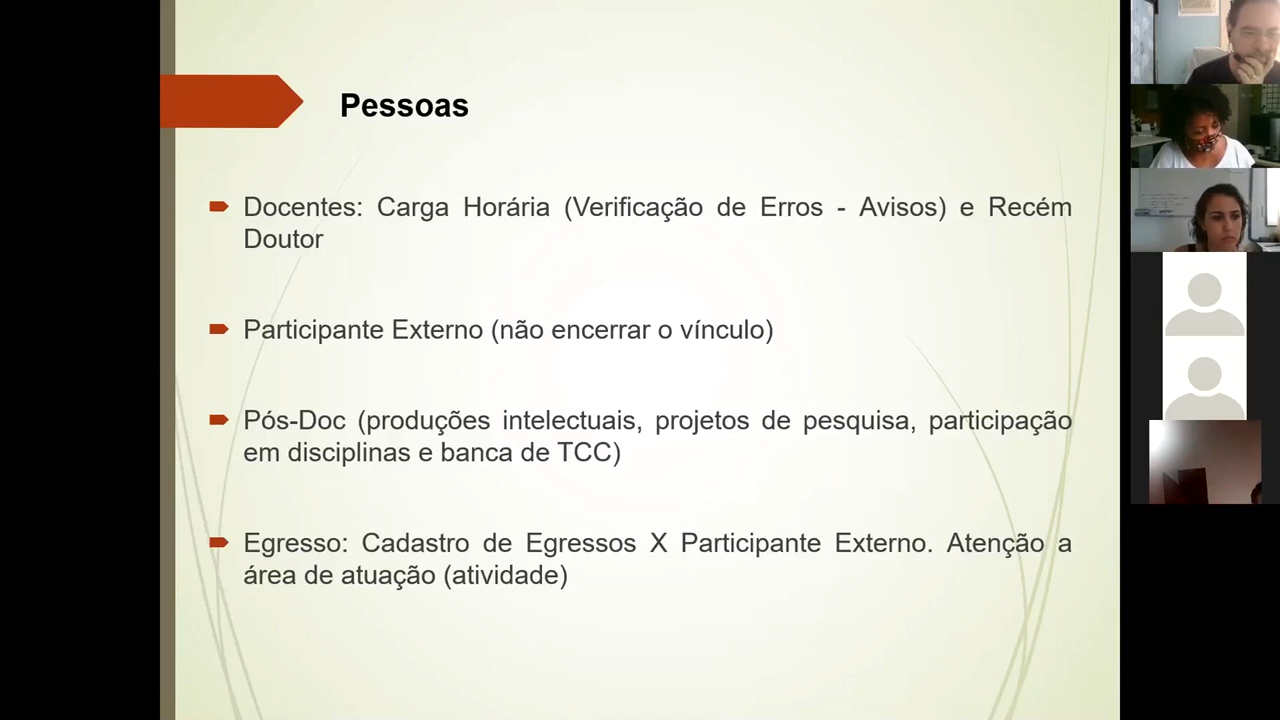 Pessoas
Docentes: Carga Horária (Verificação de Erros - Avisos) e Recém
Doutor
Participante Externo (não encerrar o vínculo)
Pós-Doc (produções intelectuais, projetos de pesquisa, participação
em disciplinas e banca de TCC)
Egresso: Cadastro de Egressos X Participante Externo. Atenção a
área de atuação (atividade)